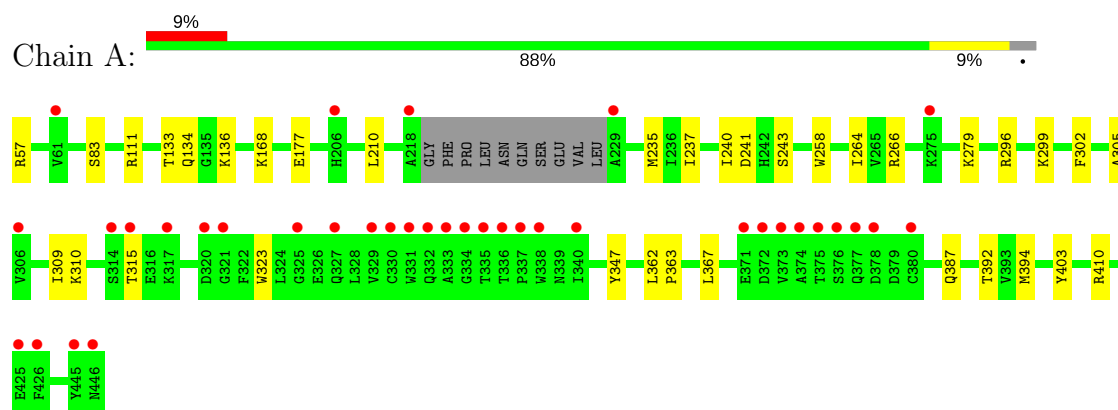 9%
Chain A:
88% 9% •
R57 V61 S83 R111 T133 Q134 G135 K136 K168 E177 H206 L210 A218 GLY PHE PRO LEU ASN GLN SER GLU VAL LEU A229 M235 I236 I237 I240 D241 H242 S243 W258 I264 V265 R266 K275 K279 R296 K299 F302 A305
V306 I309 K310 S314 T315 E316 K317 D320 G321 F322 W323 L324 G325 E326 Q327 L328 V329 C330 W331 Q332 A333 G334 T335 T336 P337 W338 N339 I340 Y347 L362 P363 L367 E371 D372 V373 A374 T375 S376 Q377 D378 D379 C380 Q387 T392 V393 M394 Y403 R410
E425 F426 Y445 N446